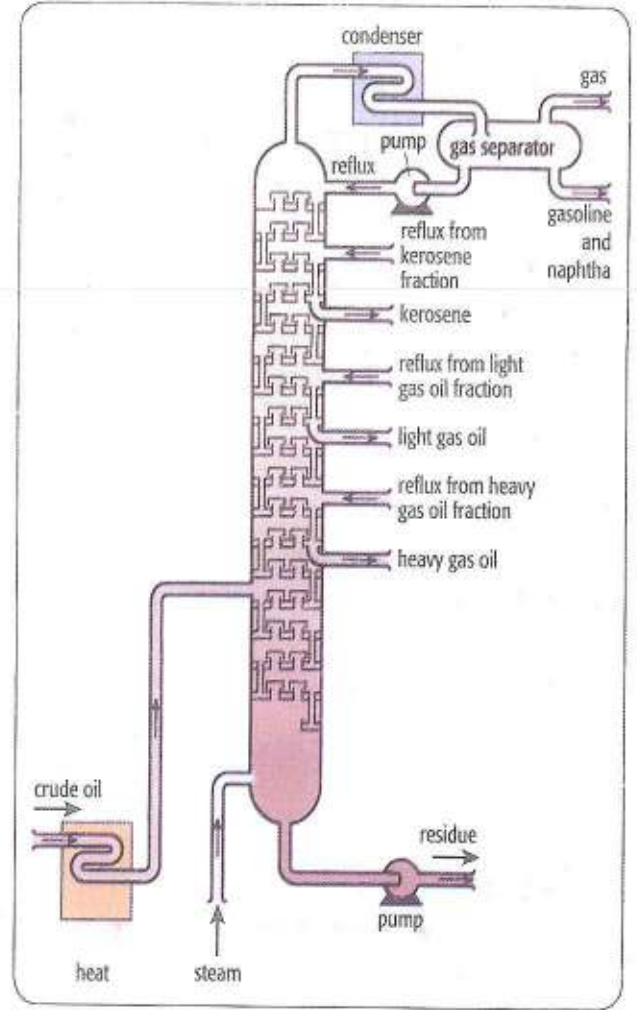 condenser
gas
pump
gas separator
reflux
gasoline
and
naphtha
reflux from
kerosene
fraction
kerosene
reflux from light
gas oil fraction
light gas oil
reflux from heavy
gas oil fraction
heavy gas oil
crude oil
residue
pump
heat
steam